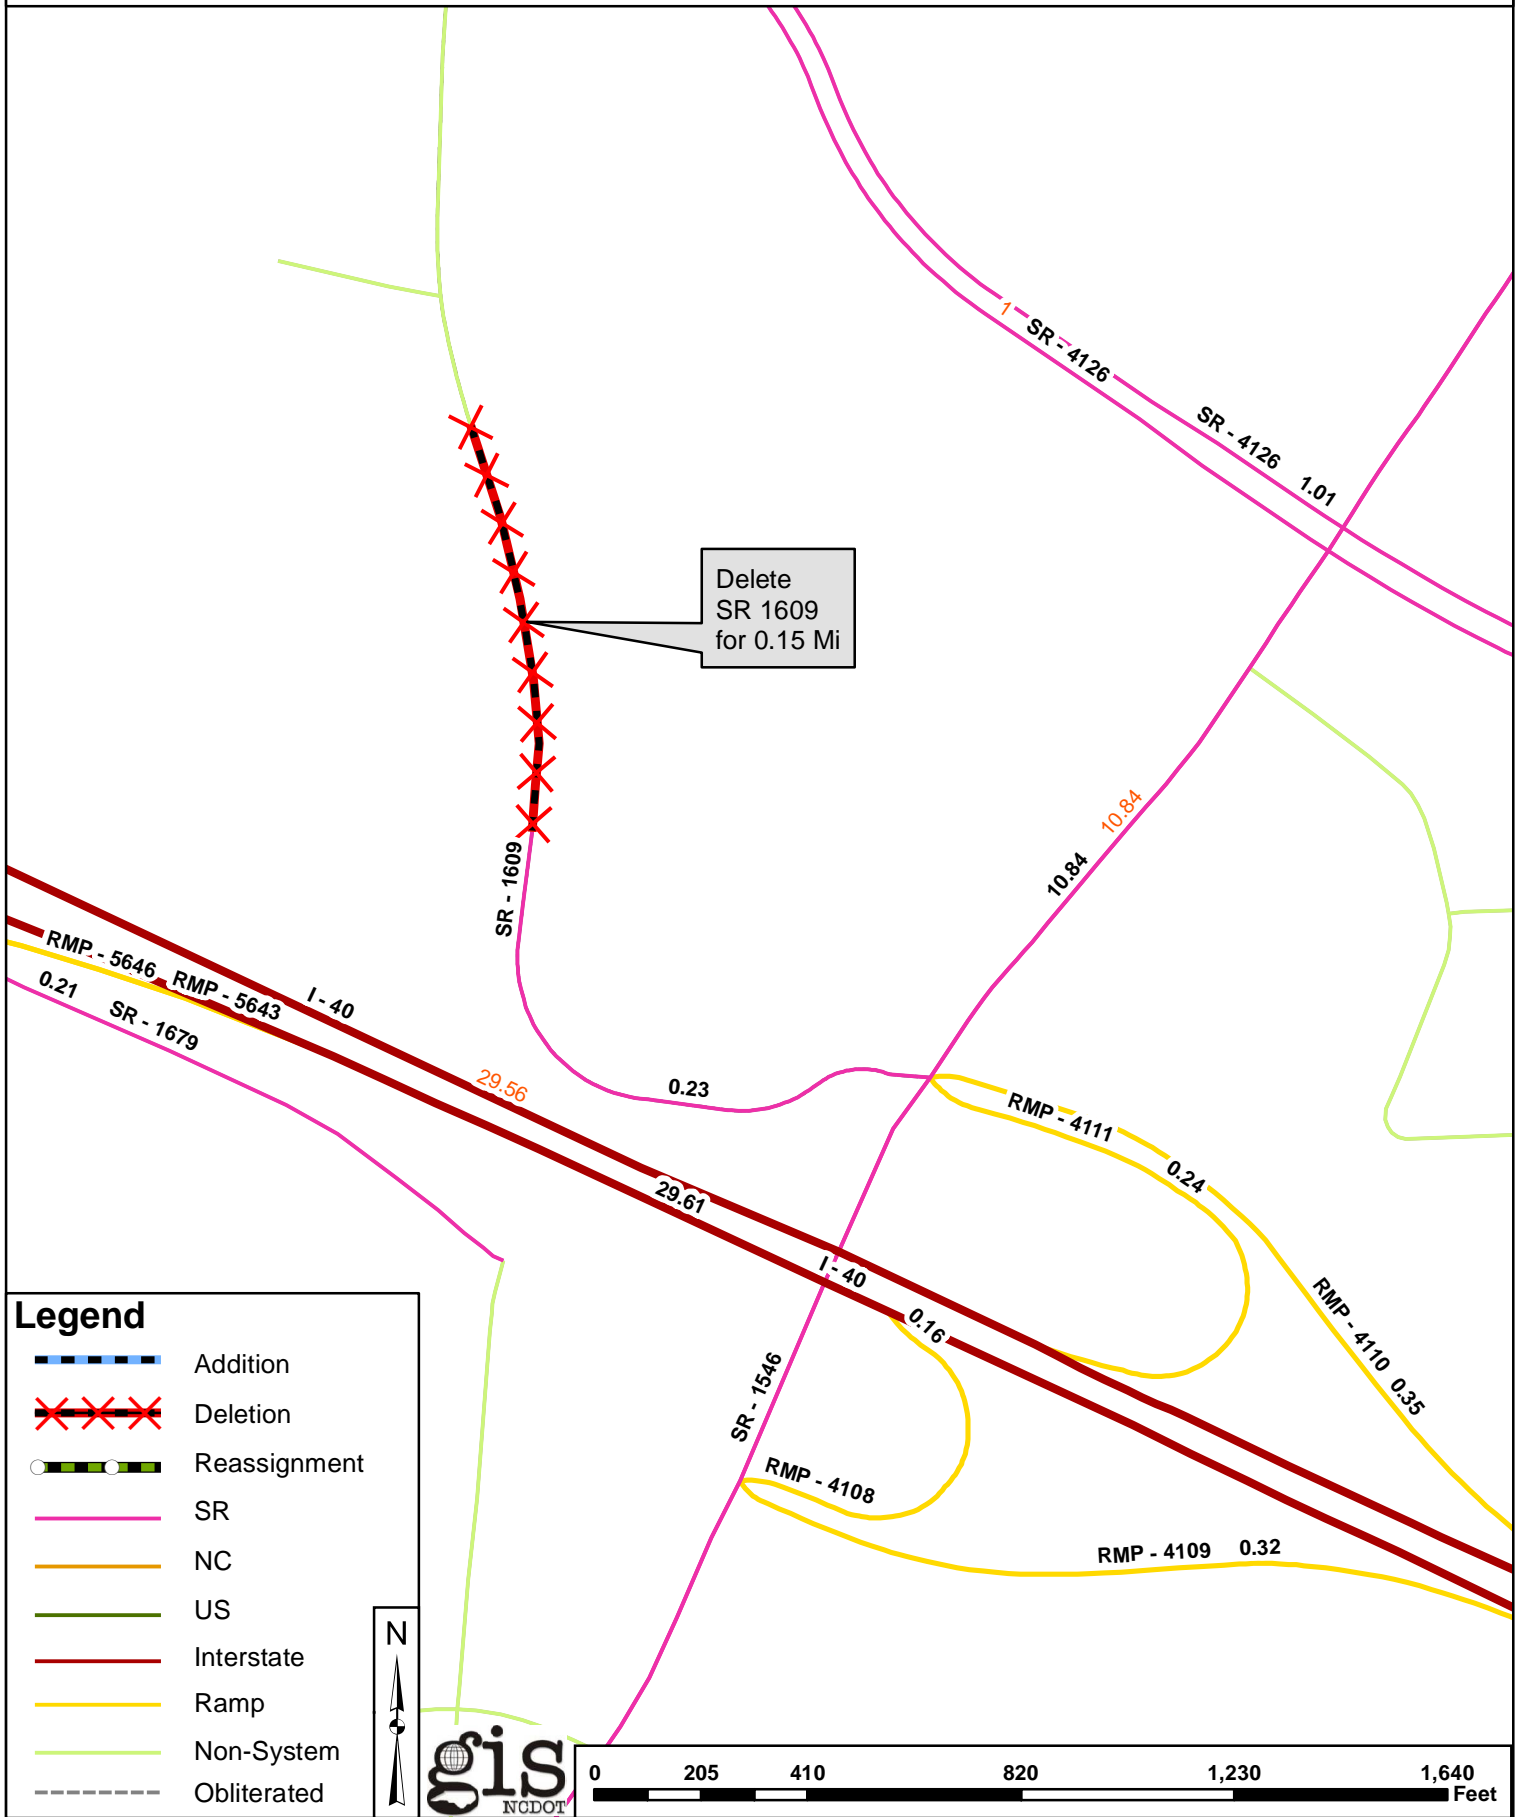 1
SR - 4126
SR - 4126
1.01
Delete
SR 1609
for 0.15 Mi
10.84
10.84
SR - 1609
RMP - 5646
RMP - 5643
I - 40
0.21
SR - 1679
29.56
0.23
RMP - 4111
0.24
29.61
I - 40
0.16
RMP - 4110
0.35
SR - 1546
RMP - 4108
RMP - 4109
0.32
Legend
Addition
Deletion
Reassignment
SR
NC
US
Interstate
Ramp
Non-System
Obliterated
N
gis
NCDOT
0 205 410 820 1,230 1,640
Feet